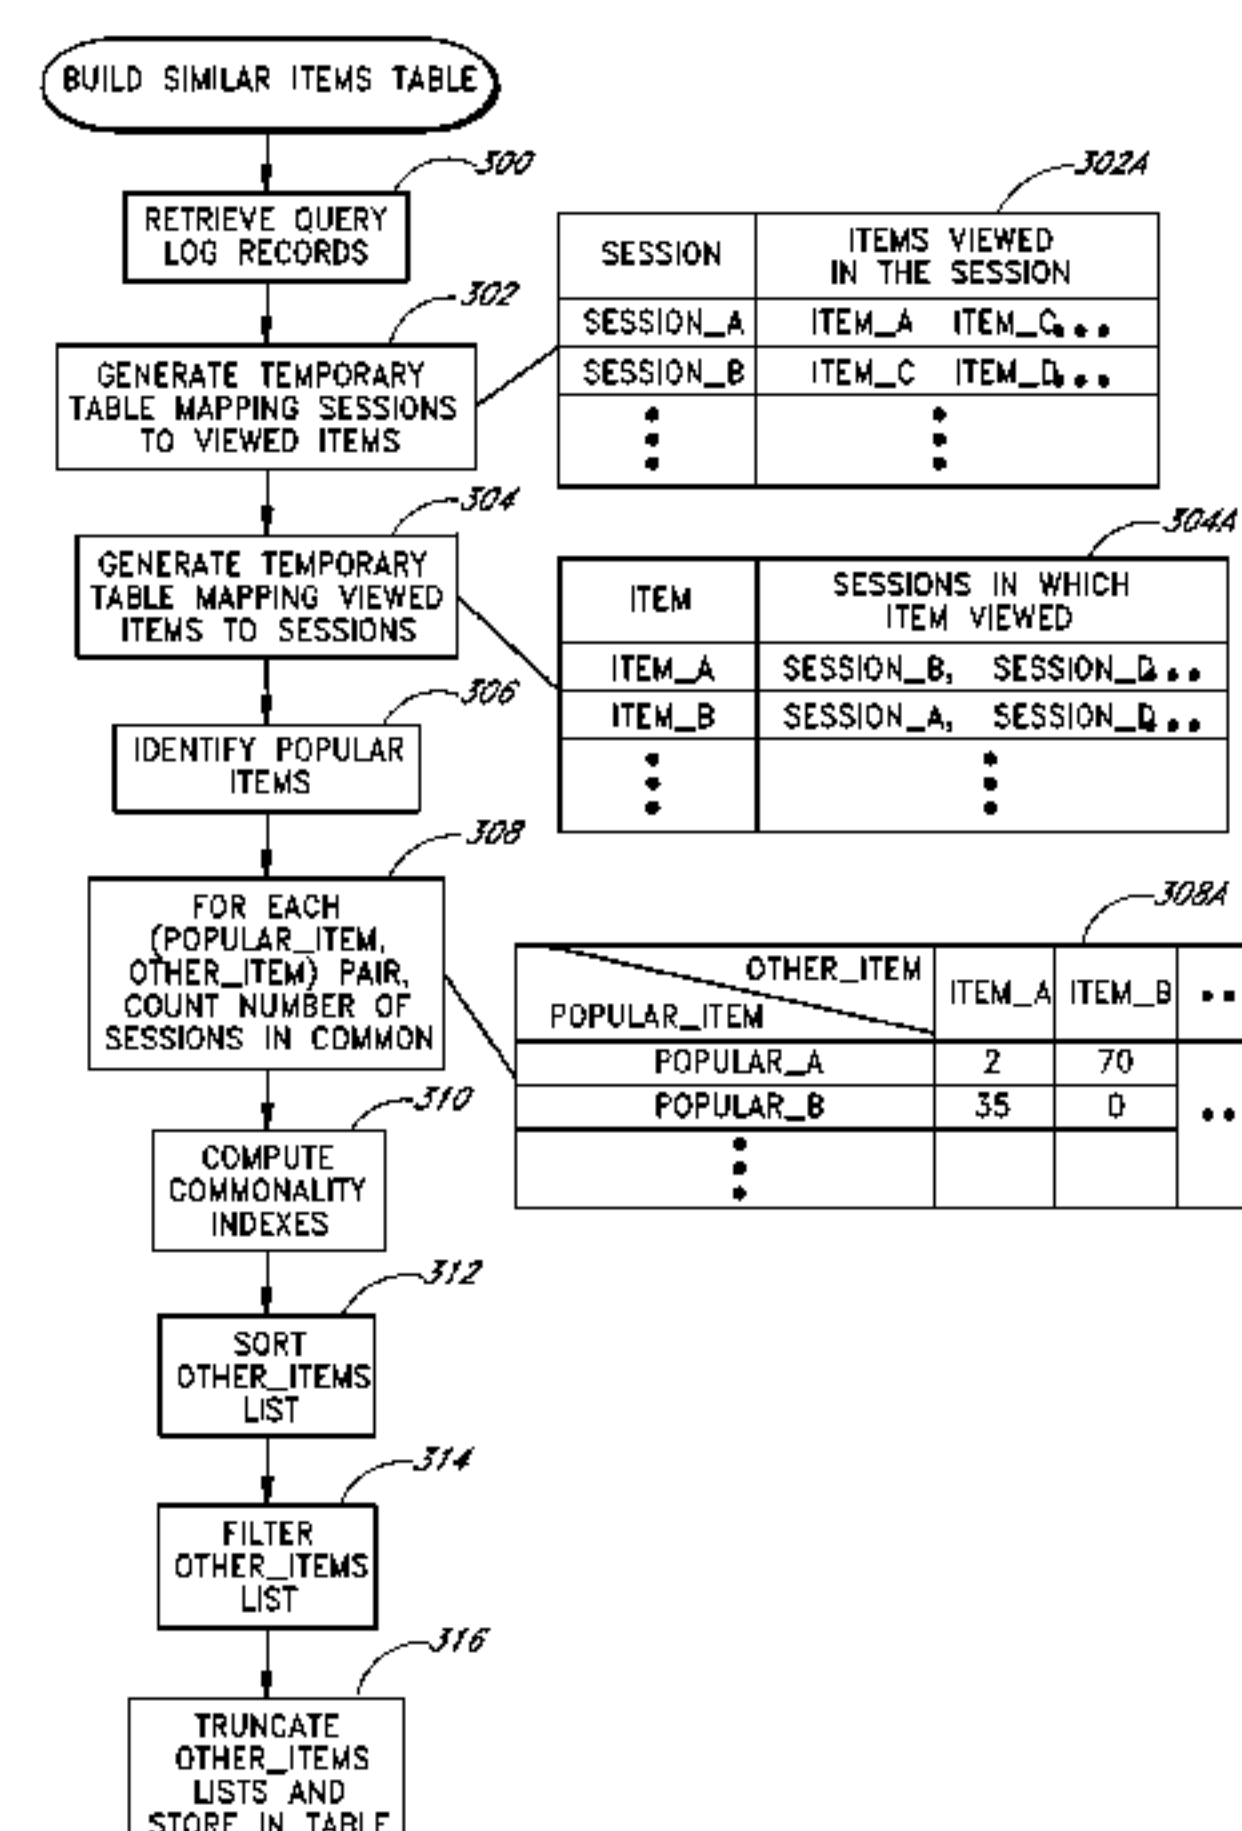 BUILD SIMILAR ITEMS TABLE
300
RETRIEVE QUERY
LOG RECORDS
302
GENERATE TEMPORARY
TABLE MAPPING SESSIONS
TO VIEWED ITEMS
302A
SESSION
ITEMS VIEWED
IN THE SESSION
SESSION_A ITEM_A ITEM_C...
SESSION_B ITEM_C ITEM_D...
304
GENERATE TEMPORARY
TABLE MAPPING VIEWED
ITEMS TO SESSIONS
304A
ITEM
SESSIONS IN WHICH
ITEM VIEWED
ITEM_A SESSION_B, SESSION_D...
ITEM_B SESSION_A, SESSION_D...
306
IDENTIFY POPULAR
ITEMS
308
FOR EACH
(POPULAR_ITEM,
OTHER_ITEM) PAIR,
COUNT NUMBER OF
SESSIONS IN COMMON
308A
OTHER_ITEM
POPULAR_ITEM
ITEM_A ITEM_B ..
POPULAR_A 2 70
POPULAR_B 35 0 ..
310
COMPUTE
COMMONALITY
INDEXES
312
SORT
OTHER_ITEMS
LIST
314
FILTER
OTHER_ITEMS
LIST
316
TRUNCATE
OTHER_ITEMS
LISTS AND
STORE IN TABLE